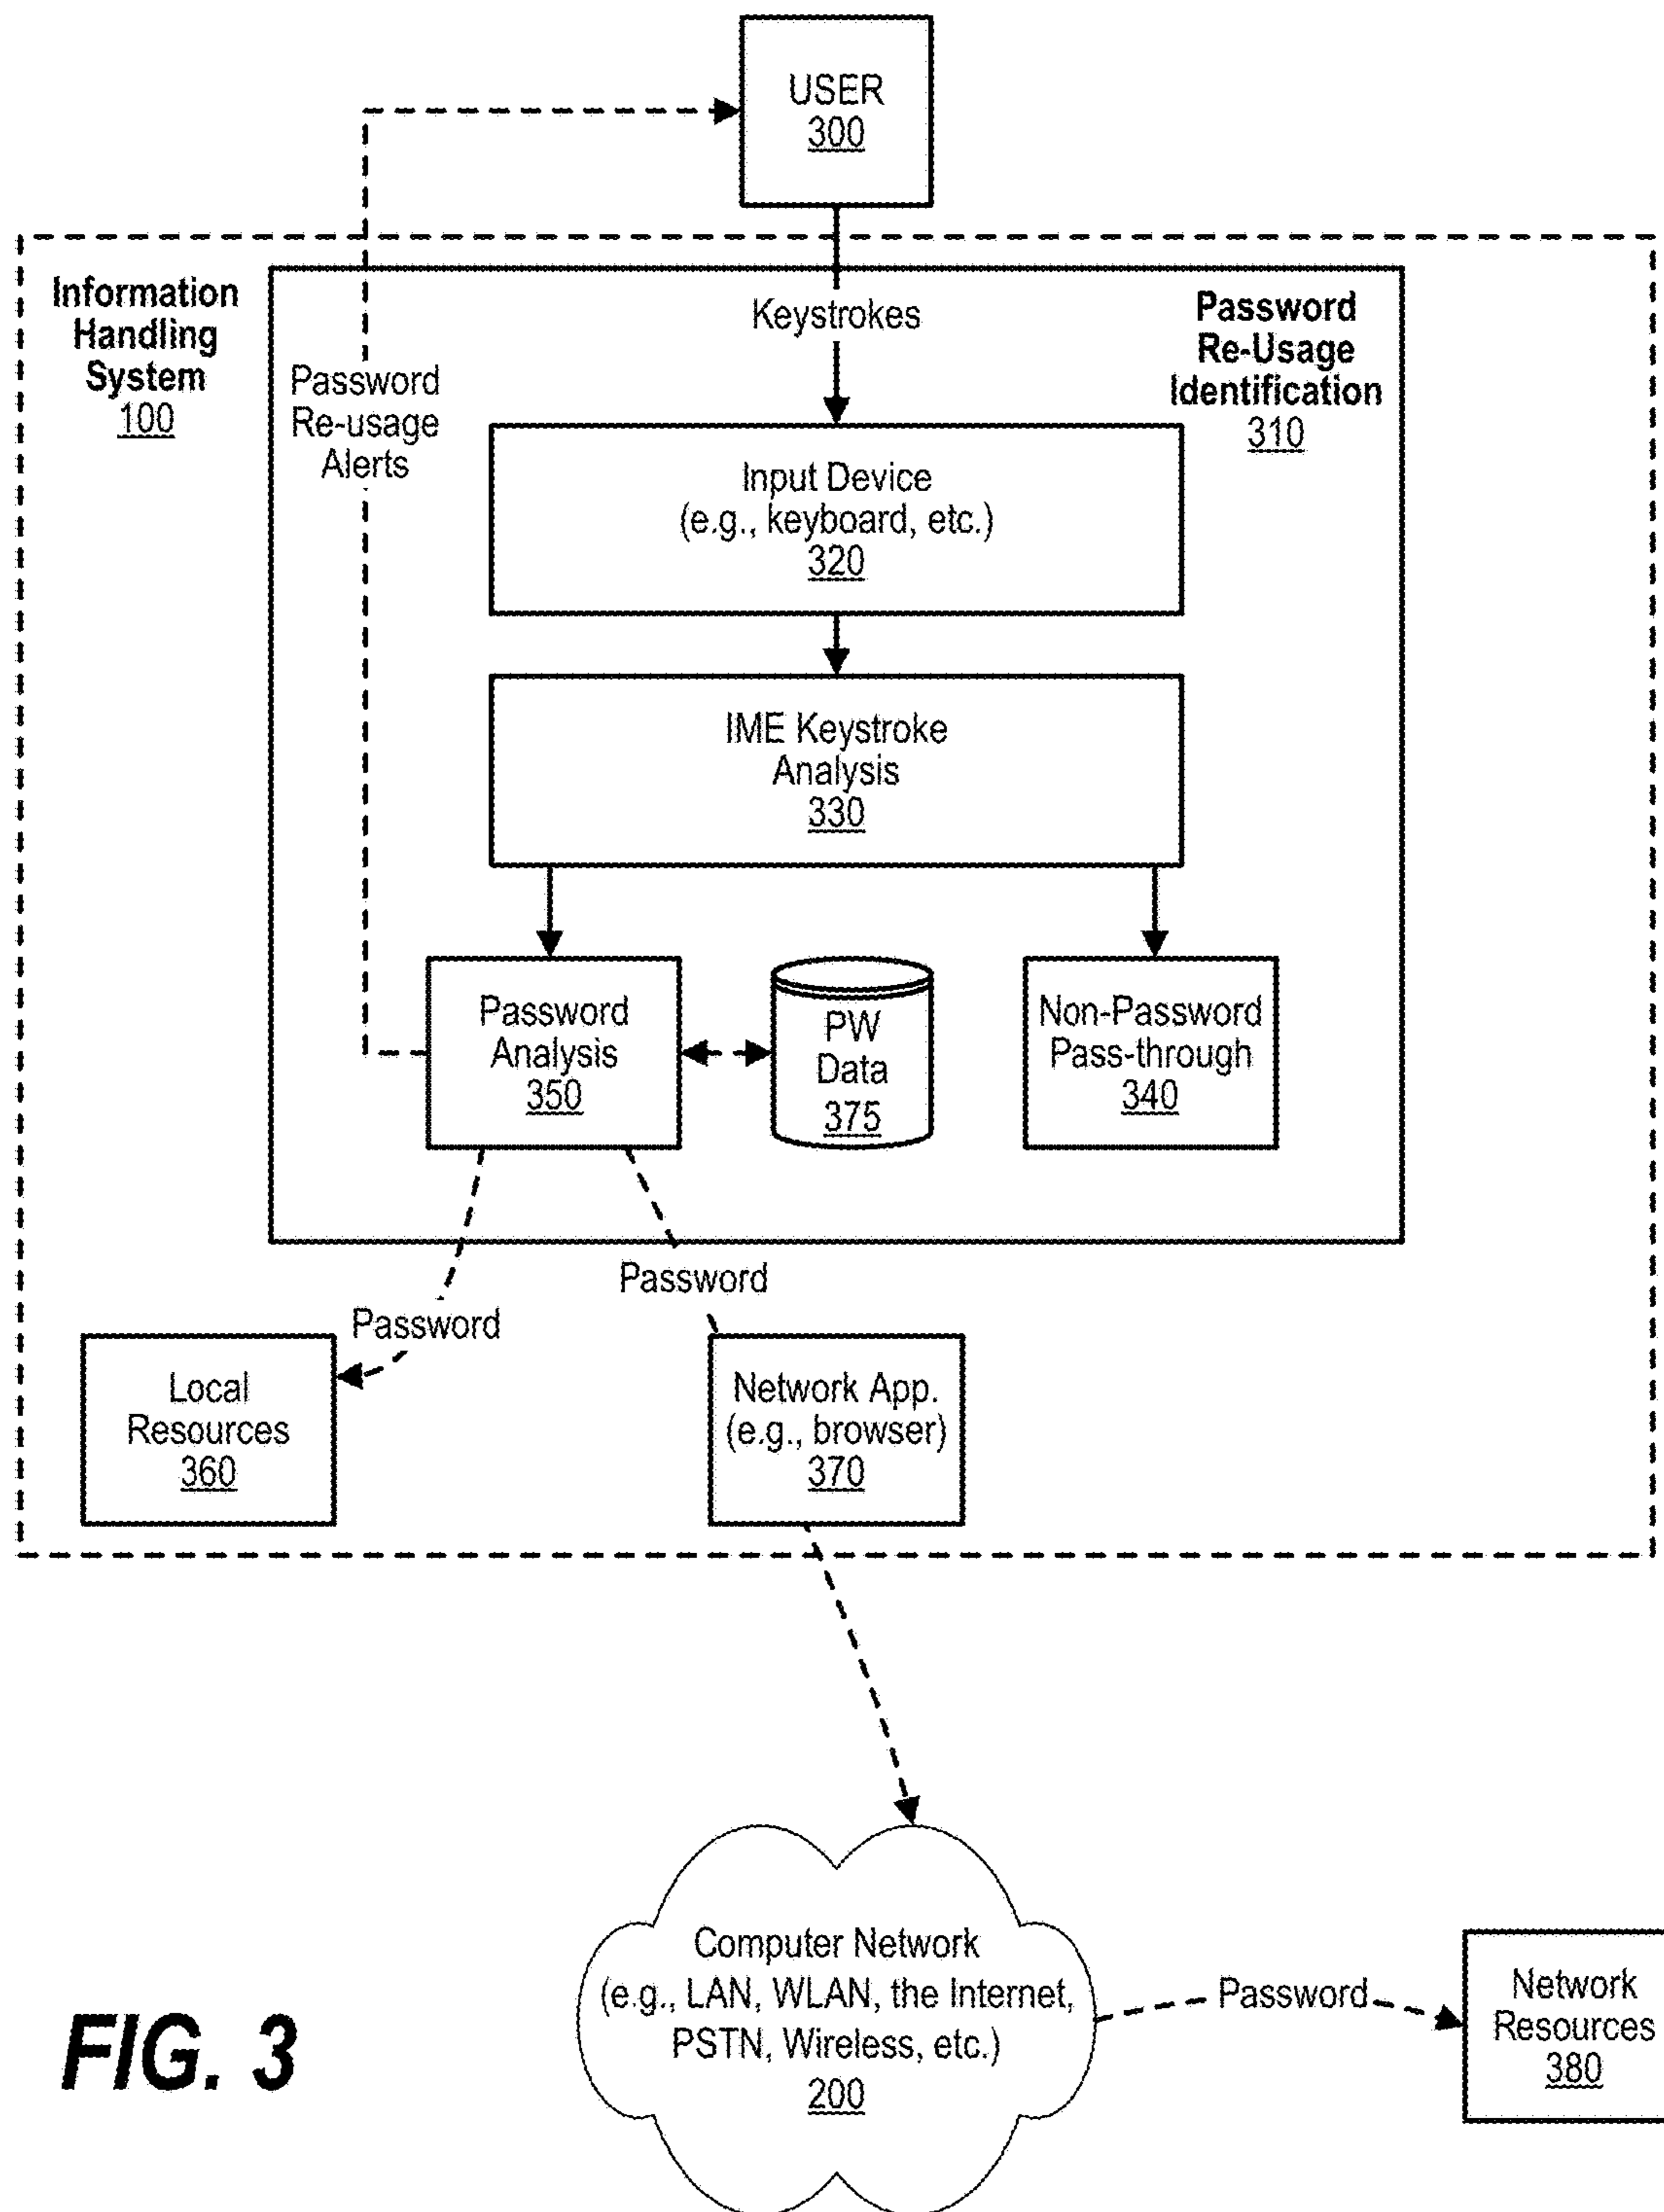 USER
300
Information
Handling
System
100
Keystrokes
Password
Re-Usage
Identification
310
Password
Re-usage
Alerts
Input Device
(e.g., keyboard, etc.)
320
IME Keystroke
Analysis
330
Password
Analysis
350
PW
Data
375
Non-Password
Pass-through
340
Password
Password
Local
Resources
360
Network App.
(e.g., browser)
370
Computer Network
(e.g., LAN, WLAN, the Internet,
PSTN, Wireless, etc.)
200
Password
Network
Resources
380
FIG. 3